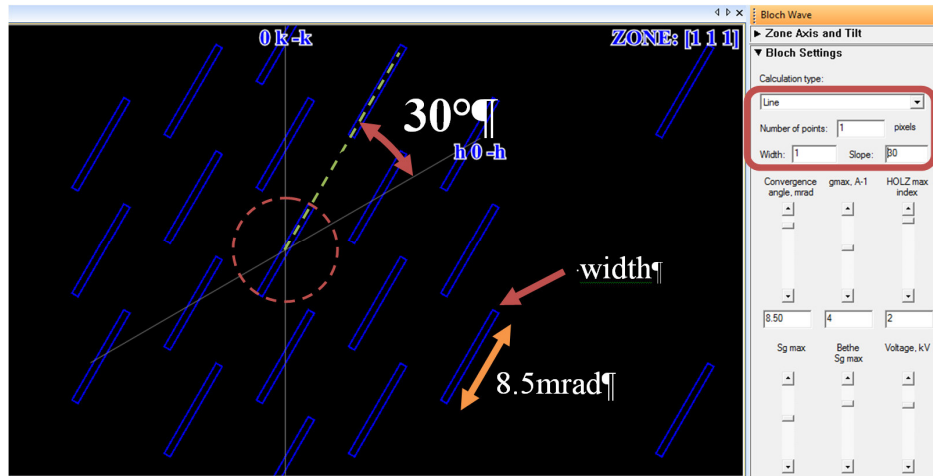 Bloch Wave
0 k -k
ZONE: [1 1 1]
Zone Axis and Tilt
Bloch Settings
Calculation type:
Line
30°¶
Number of points: 1 pixels
h 0 -h
Width: 1 Slope: 30
Convergence angle, mrad
gmax, A-1
HOLZ max index
width¶
8.50
4
2
8.5mrad¶
Sg max
Bethe Sg max
Voltage, kV